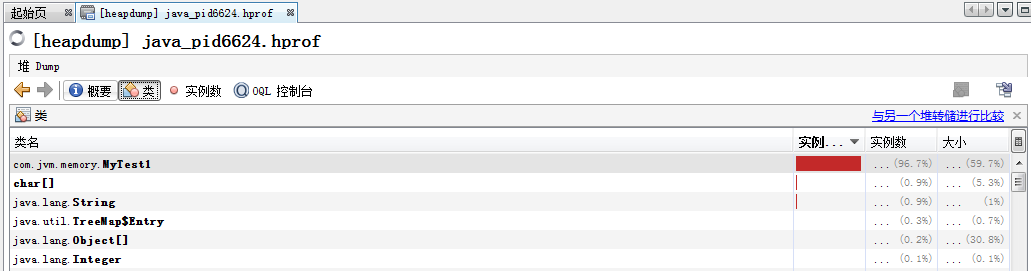 起始页 [heapdump] java_pid6624.hprof
[heapdump] java_pid6624.hprof
堆 Dump
概要 类 实例数 OQL 控制台
类 与另一个堆转储进行比较
类名 实例... 实例数 大小
com.jvm.memory.MyTest1 ... (96.7%) ... (59.7%)
char[] ... (0.9%) ... (5.3%)
java.lang.String ... (0.9%) ... (1%)
java.util.TreeMap$Entry ... (0.3%) ... (0.7%)
java.lang.Object[] ... (0.2%) ... (30.8%)
java.lang.Integer ... (0.1%) ... (0.1%)